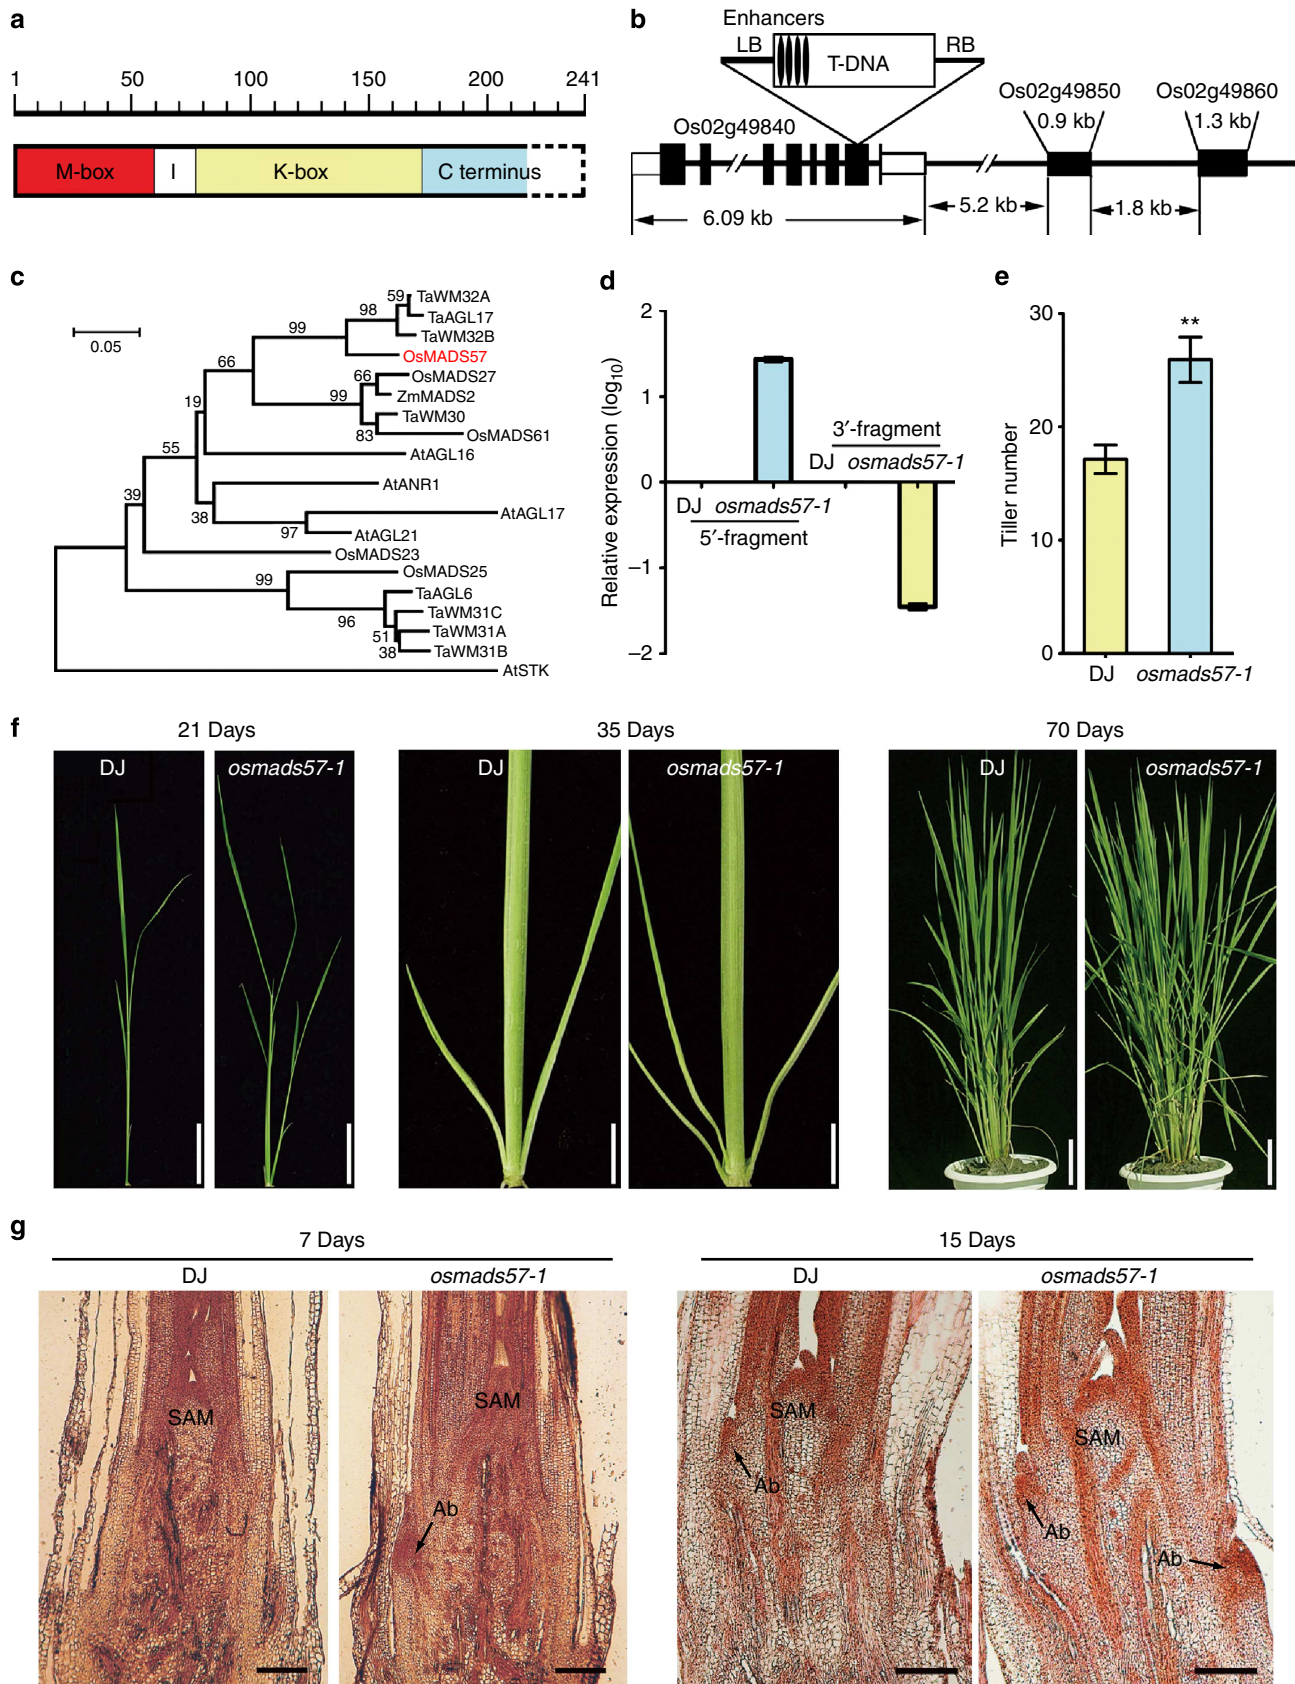 a
1 50 100 150 200 241
M-box I K-box C terminus
b
Enhancers
LB T-DNA RB
Os02g49840
Os02g49850
0.9 kb
Os02g49860
1.3 kb
6.09 kb
5.2 kb
1.8 kb
c
0.05
59 TaWM32A
98 TaAGL17
99 TaWM32B
OsMADS57
66 66 OsMADS27
99 ZmMADS2
19 TaWM30
83 OsMADS61
55 AtAGL16
AtANR1
39 38 AtAGL17
97 AtAGL21
OsMADS23
99 OsMADS25
TaAGL6
96 TaWM31C
51 TaWM31A
38 TaWM31B
AtSTK
d
Relative expression (log10)
2
1
0
−1
−2
3′-fragment
DJ osmads57-1
DJ osmads57-1
5′-fragment
e
Tiller number
30
20
10
0
**
DJ osmads57-1
f
21 Days 35 Days 70 Days
DJ osmads57-1 DJ osmads57-1 DJ osmads57-1
g
7 Days 15 Days
DJ osmads57-1 DJ osmads57-1
SAM
SAM
Ab
SAM
Ab
SAM
Ab
Ab